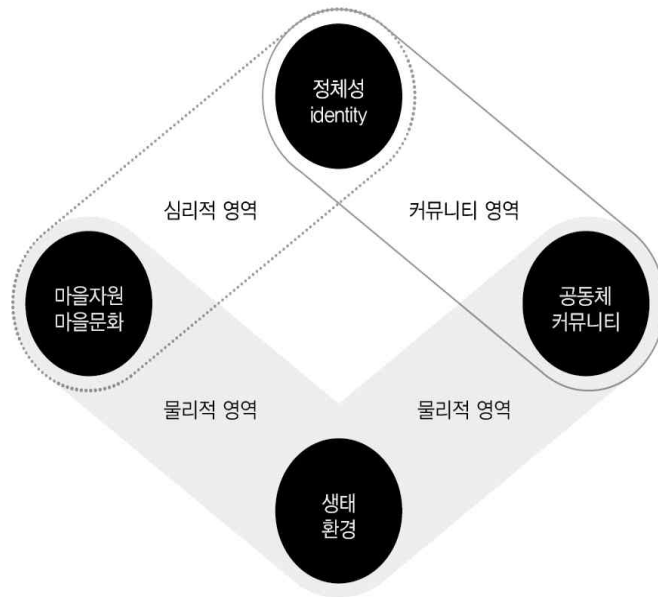 정체성
identity
심리적 영역
커뮤니티 영역
마을자원
마을문화
공동체
커뮤니티
물리적 영역
물리적 영역
생태
환경